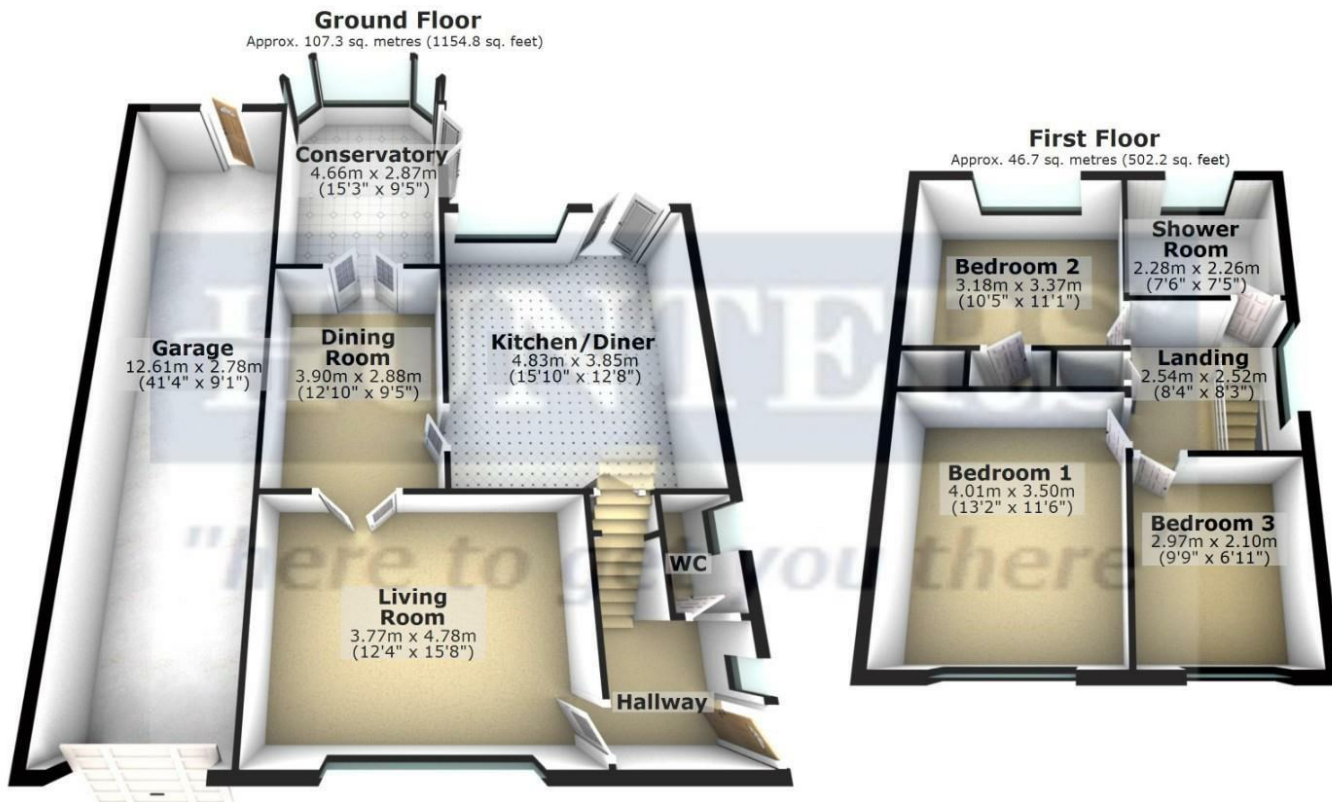 Ground Floor
Approx. 107.3 sq. metres (1154.8 sq. feet)
Conservatory
4.66m x 2.87m
(15'3" x 9'5")
Garage
12.61m x 2.78m
(41'4" x 9'1")
Dining
Room
3.90m x 2.88m
(12'10" x 9'5")
Kitchen/Diner
4.83m x 3.85m
(15'10" x 12'8")
Living
Room
3.77m x 4.78m
(12'4" x 15'8")
WC
Hallway
First Floor
Approx. 46.7 sq. metres (502.2 sq. feet)
Bedroom 2
3.18m x 3.37m
(10'5" x 11'1")
Shower
Room
2.28m x 2.26m
(7'6" x 7'5")
Landing
2.54m x 2.52m
(8'4" x 8'3")
Bedroom 1
4.01m x 3.50m
(13'2" x 11'6")
Bedroom 3
2.97m x 2.10m
(9'9" x 6'11")
HUNTERS
"here to get you there